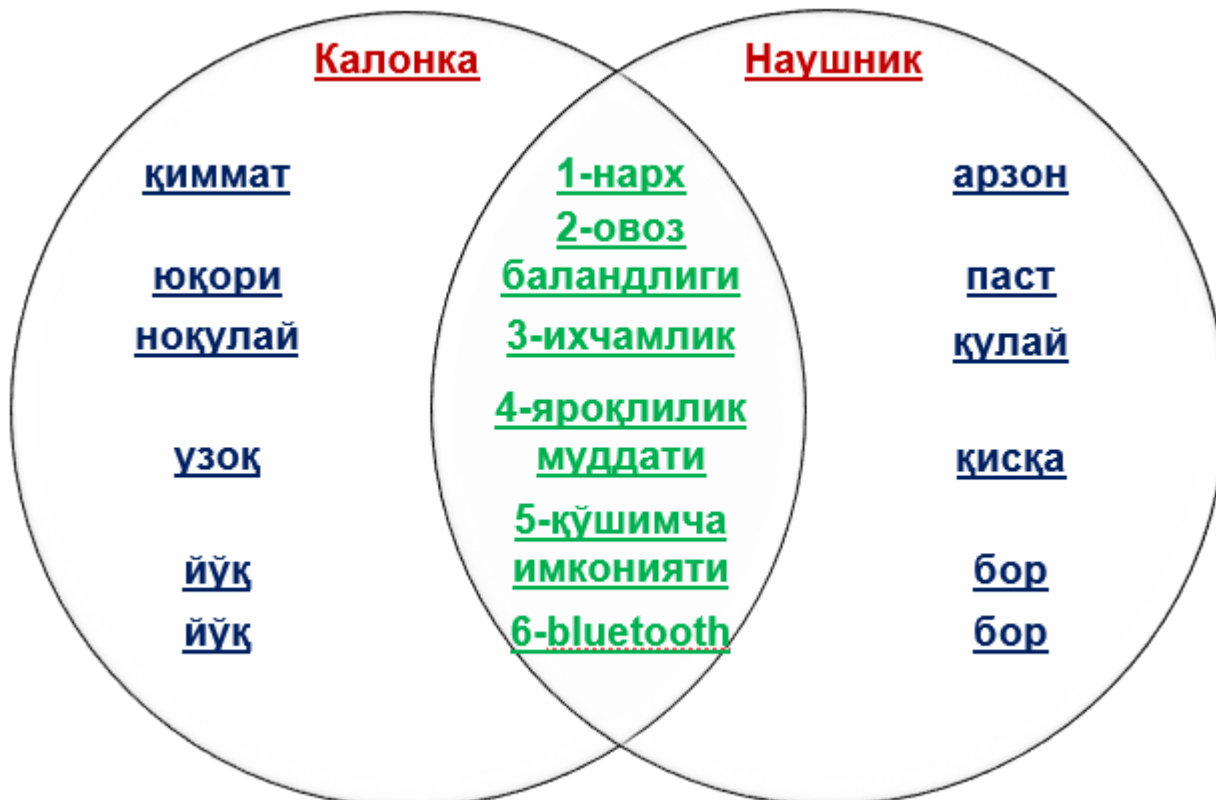 Калонка Наушник
қиммат 1-нарх арзон
2-овоз
юқори баландлиги паст
ноқулай 3-ихчамлик қулай
4-яроқлилик
узоқ муддати қисқа
5-қўшимча
йўқ имконияти бор
йўқ 6-bluetooth бор